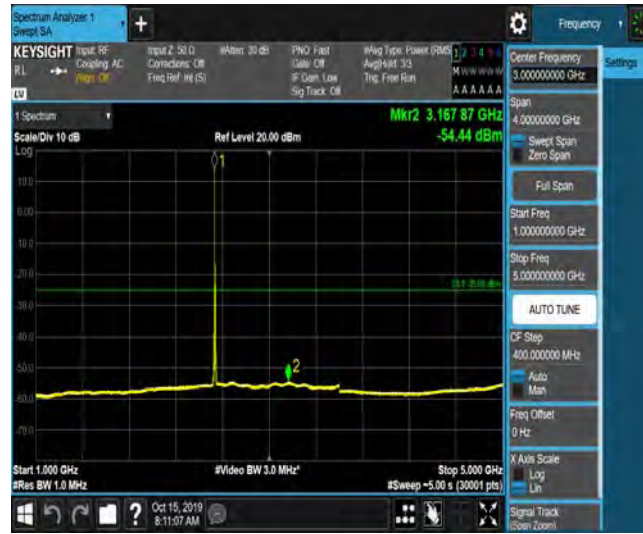 Spectrum Analyzer 1
Swept SA
Frequency
KEYSIGHT
Input: RF
Coupling: AC
Align: Off
Input Z: 50 Ω
Corrections: Off
Freq Ref: Int (S)
#Atten: 30 dB
PNO: Fast
Gate: Off
IF Gain: Low
Sig Track: Off
#Avg Type: Power (RMS
Avg|Hold: 3/3
Trig: Free Run
1 2 3 4 5 6
M W W W W W
A A A A A A
RL
LV
Center Frequency
3.000000000 GHz
Settings
Span
4.00000000 GHz
Swept Span
Zero Span
Full Span
Start Freq
1.000000000 GHz
Stop Freq
5.000000000 GHz
AUTO TUNE
CF Step
400.000000 MHz
Auto
Man
Freq Offset
0 Hz
X Axis Scale
Log
Lin
Signal Track
(Span Zoom)
1 Spectrum
Scale/Div 10 dB
Log
Ref Level 20.00 dBm
Mkr2 3.167 87 GHz
-54.44 dBm
1
10.0
0.00
-10.0
-20.0
-30.0
-40.0
-50.0
-60.0
-70.0
2
Start 1.000 GHz
#Res BW 1.0 MHz
#Video BW 3.0 MHz*
Stop 5.000 GHz
#Sweep ~5.00 s (30001 pts)
?
Oct 15, 2019
8:11:07 AM